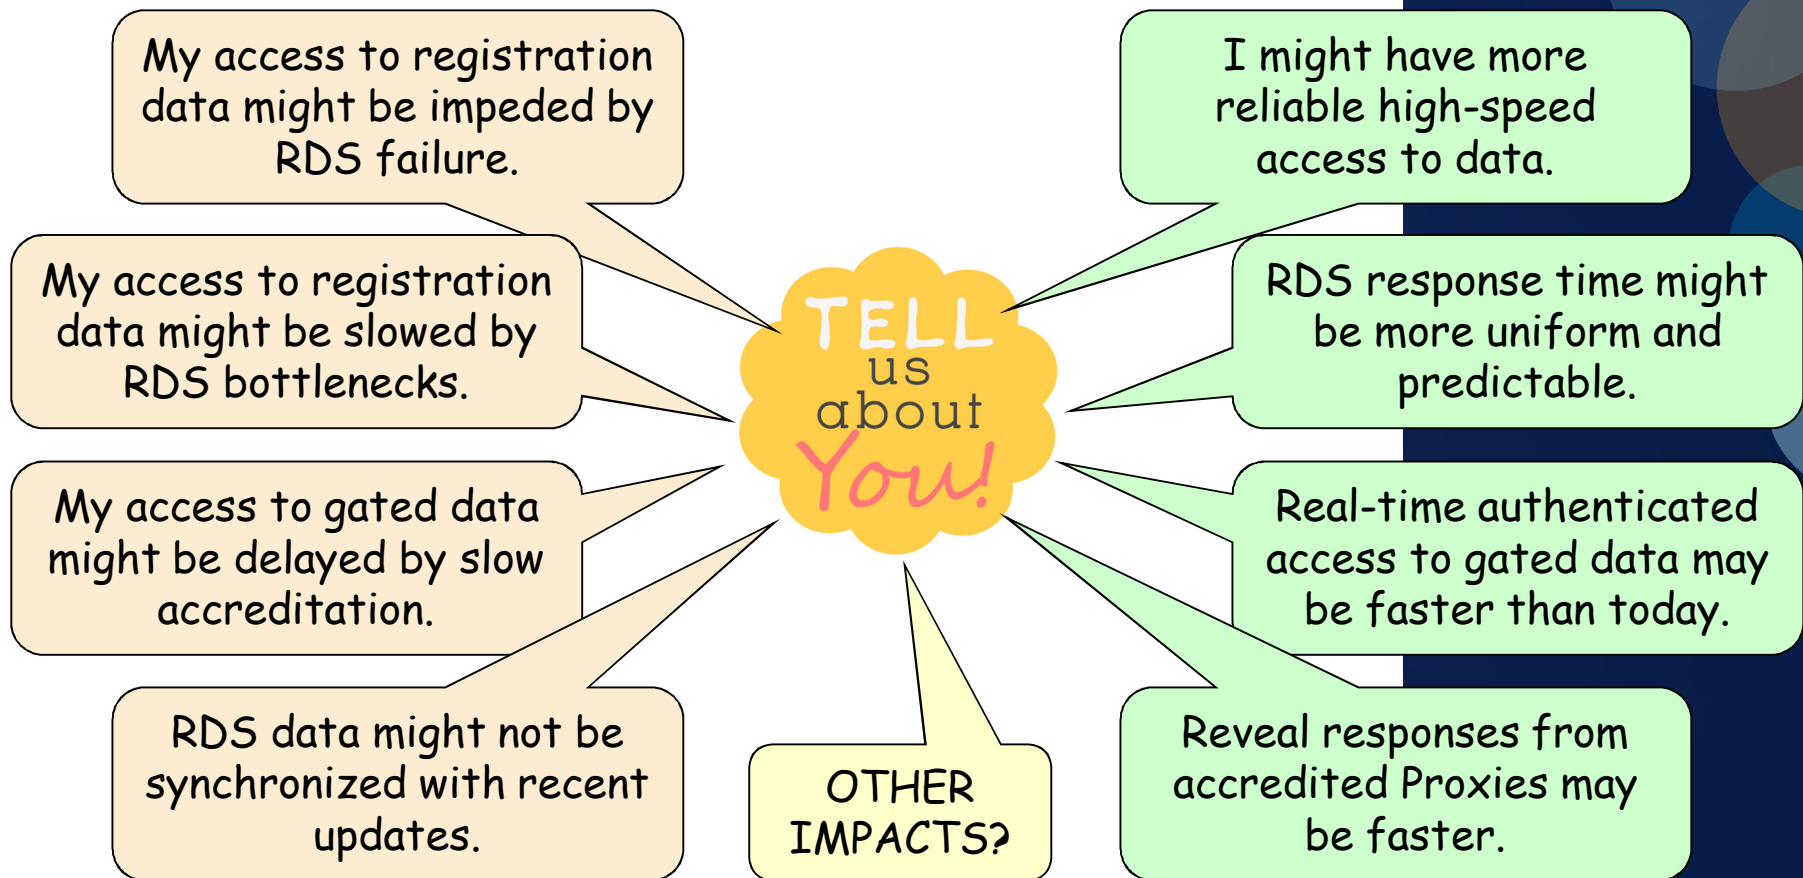 My access to registration
data might be impeded by
RDS failure.
I might have more
reliable high-speed
access to data.
My access to registration
data might be slowed by
RDS bottlenecks.
TELL
us
about
You!
RDS response time might
be more uniform and
predictable.
My access to gated data
might be delayed by slow
accreditation.
Real-time authenticated
access to gated data may
be faster than today.
RDS data might not be
synchronized with recent
updates.
OTHER
IMPACTS?
Reveal responses from
accredited Proxies may
be faster.